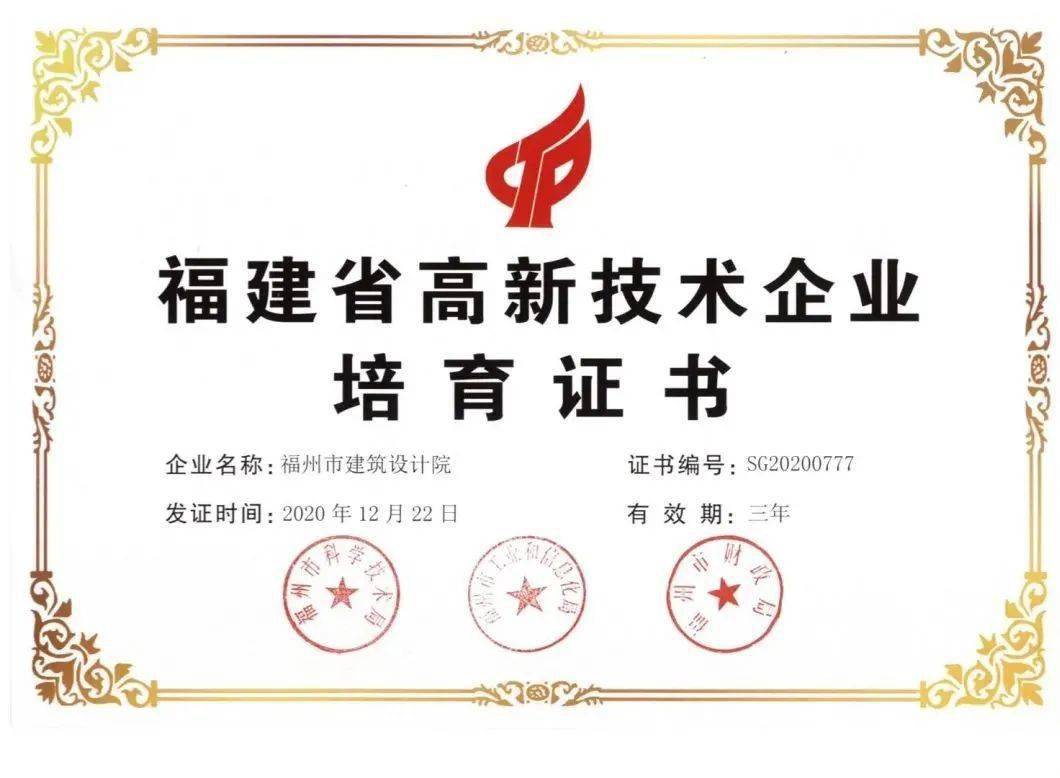 福建省高新技术企业
培育证书
企业名称: 福州市建筑设计院
证书编号: SG20200777
发证时间: 2020 年 12 月 22 日
有 效 期: 三年
福州市科学技术局
福州市工业和信息化局
福州市财政局